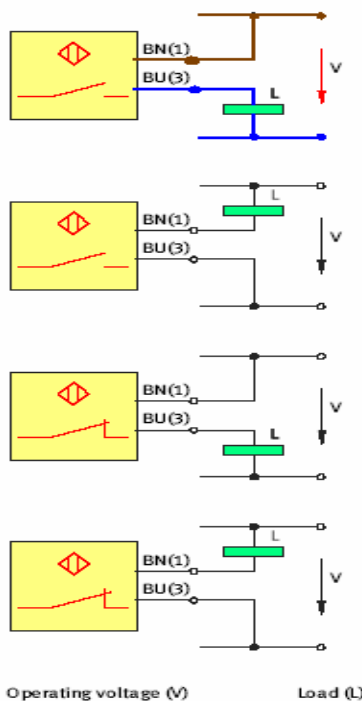 BN(1)
BU(3)
L
V
L
BN(1)
BU(3)
V
BN(1)
BU(3)
L
V
L
BN(1)
BU(3)
V
Operating voltage (V) Load (L)